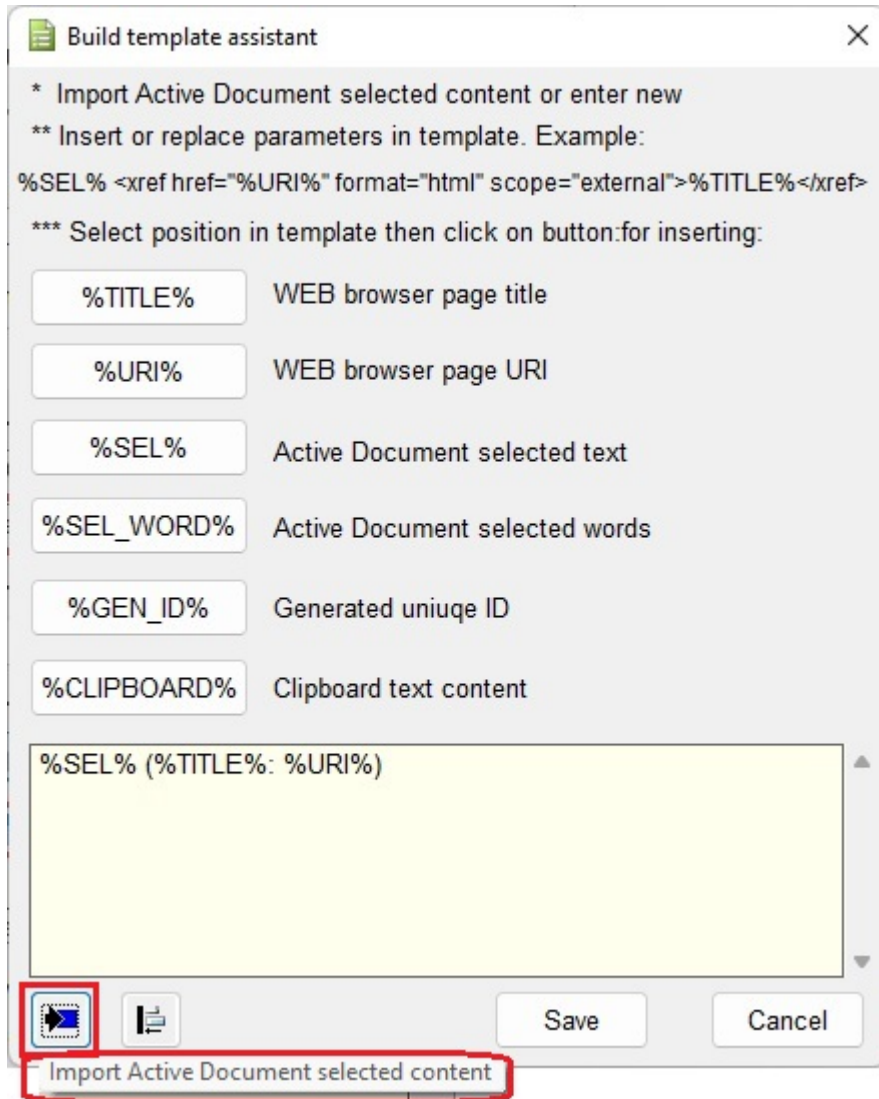 Build template assistant
* Import Active Document selected content or enter new
** Insert or replace parameters in template. Example:
%SEL% <xref href="%URI%" format="html" scope="external">%TITLE%</xref>
*** Select position in template then click on button:for inserting:
%TITLE% WEB browser page title
%URI% WEB browser page URI
%SEL% Active Document selected text
%SEL_WORD% Active Document selected words
%GEN_ID% Generated uniuqe ID
%CLIPBOARD% Clipboard text content
%SEL% (%TITLE%: %URI%)
Save Cancel
Import Active Document selected content